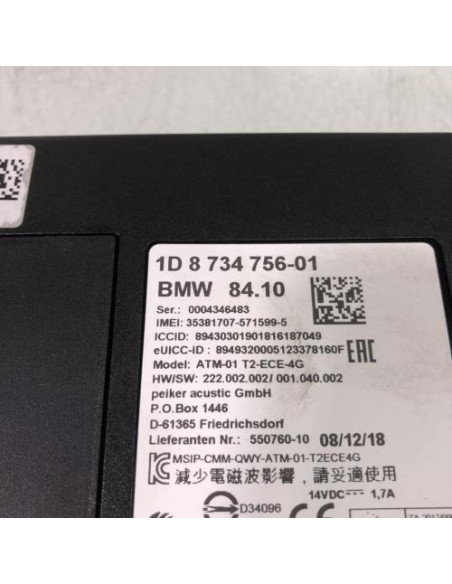 1D 8 734 756-01
BMW 84.10
Ser.: 0004346483
IMEI: 35381707-571599-5
ICCID: 89430301901816187049
eUICC-ID : 8949320005123378160F EAC
Model: ATM-01 T2-ECE-4G
HW/SW: 222.002.002/ 001.040.002
peiker acustic GmbH
P.O.Box 1446
D-61365 Friedrichsdorf
Lieferanten Nr.: 550760-10 08/12/18
MSIP-CMM-QWY-ATM-01-T2ECE4G
減少電磁波影響，請妥適使用
14VDC 1,7A
D34096